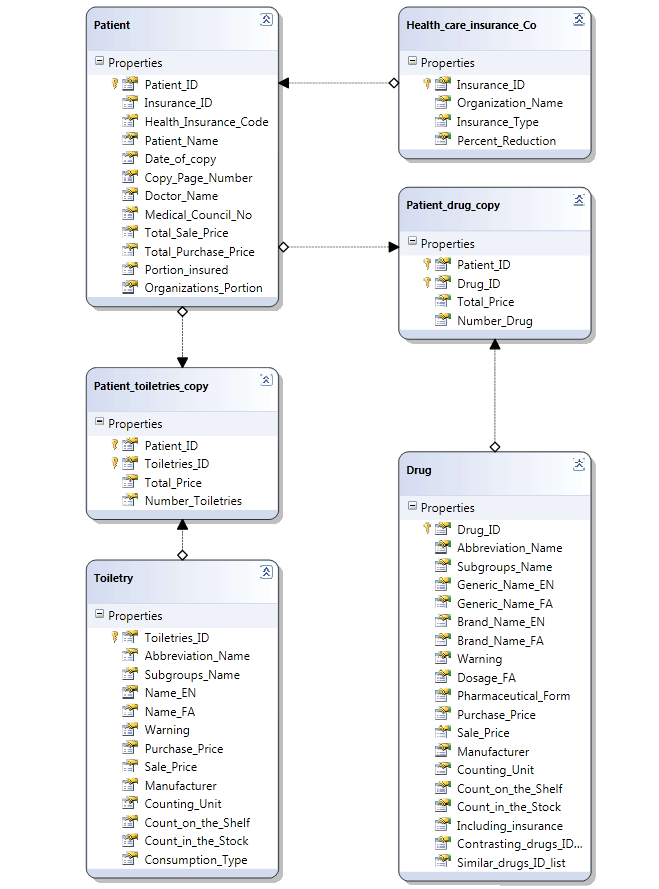 Patient
Properties
Patient_ID
Insurance_ID
Health_Insurance_Code
Patient_Name
Date_of_copy
Copy_Page_Number
Doctor_Name
Medical_Council_No
Total_Sale_Price
Total_Purchase_Price
Portion_insured
Organizations_Portion
Health_care_insurance_Co
Properties
Insurance_ID
Organization_Name
Insurance_Type
Percent_Reduction
Patient_drug_copy
Properties
Patient_ID
Drug_ID
Total_Price
Number_Drug
Patient_toiletries_copy
Properties
Patient_ID
Toiletries_ID
Total_Price
Number_Toiletries
Toiletry
Properties
Toiletries_ID
Abbreviation_Name
Subgroups_Name
Name_EN
Name_FA
Warning
Purchase_Price
Sale_Price
Manufacturer
Counting_Unit
Count_on_the_Shelf
Count_in_the_Stock
Consumption_Type
Drug
Properties
Drug_ID
Abbreviation_Name
Subgroups_Name
Generic_Name_EN
Generic_Name_FA
Brand_Name_EN
Brand_Name_FA
Warning
Dosage_FA
Pharmaceutical_Form
Purchase_Price
Sale_Price
Manufacturer
Counting_Unit
Count_on_the_Shelf
Count_in_the_Stock
Including_insurance
Contrasting_drugs_ID...
Similar_drugs_ID_list